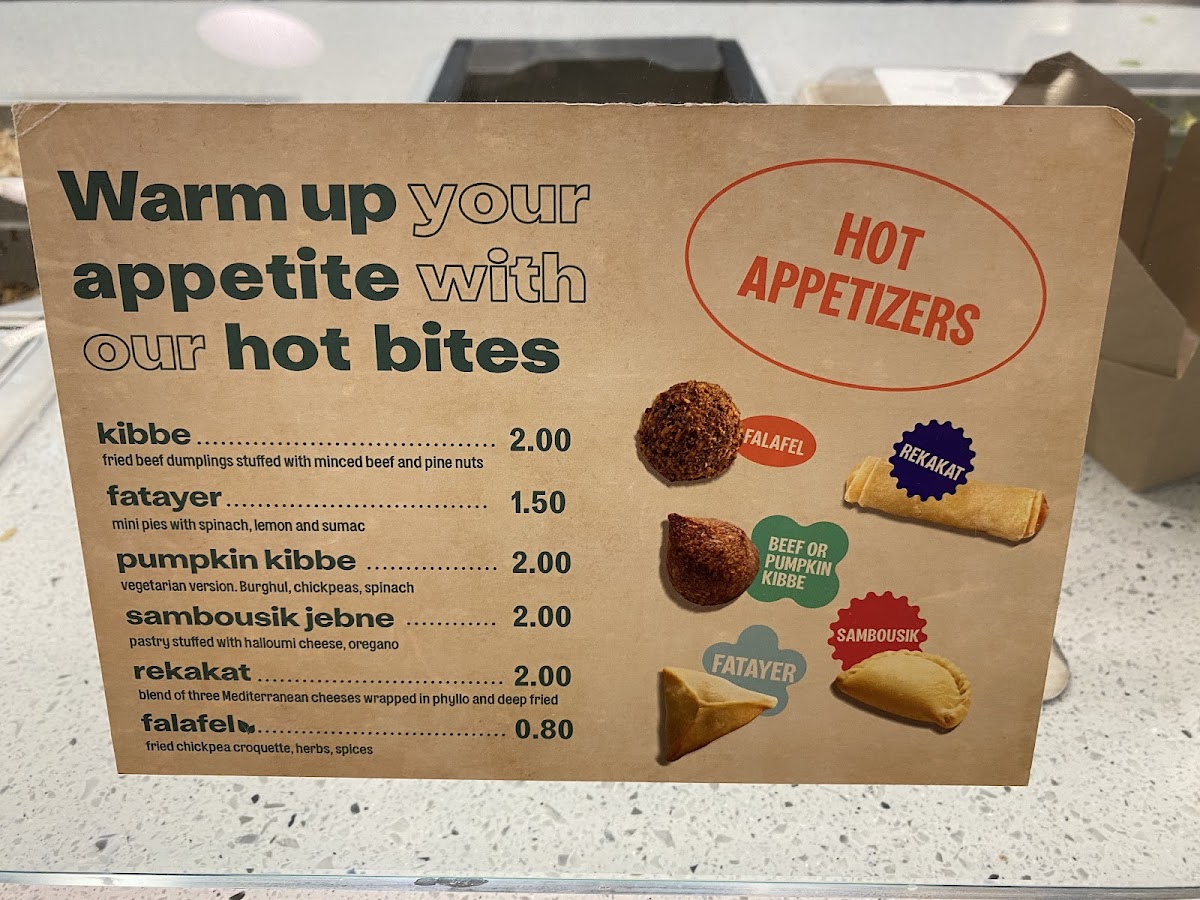 Warm up your
appetite with
our hot bites
kibbe ........................................ 2.00
fried beef dumplings stuffed with minced beef and pine nuts
fatayer ................................... 1.50
mini pies with spinach, lemon and sumac
pumpkin kibbe ................. 2.00
vegetarian version. Burghul, chickpeas, spinach
sambousik jebne ............ 2.00
pastry stuffed with halloumi cheese, oregano
rekakat ................................. 2.00
blend of three Mediterranean cheeses wrapped in phyllo and deep fried
falafel ................................... 0.80
fried chickpea croquette, herbs, spices
HOT
APPETIZERS
FALAFEL
REKAKAT
BEEF OR
PUMPKIN
KIBBE
SAMBOUSIK
FATAYER